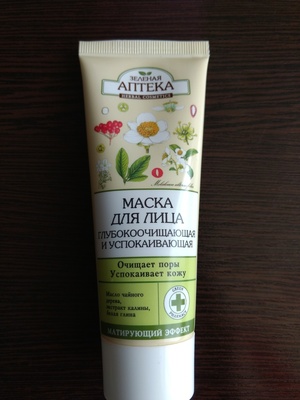 ЗЕЛЕНАЯ
АПТЕКА
HERBAL COSMETICS
МАСКА
ДЛЯ ЛИЦА
ГЛУБОКООЧИЩАЮЩАЯ
И УСПОКАИВАЮЩАЯ
Очищает поры
Успокаивает кожу
Масло чайного
дерева,
экстракт калины,
белая глина
GREEN
МАТИРУЮЩИЙ ЭФФЕКТ